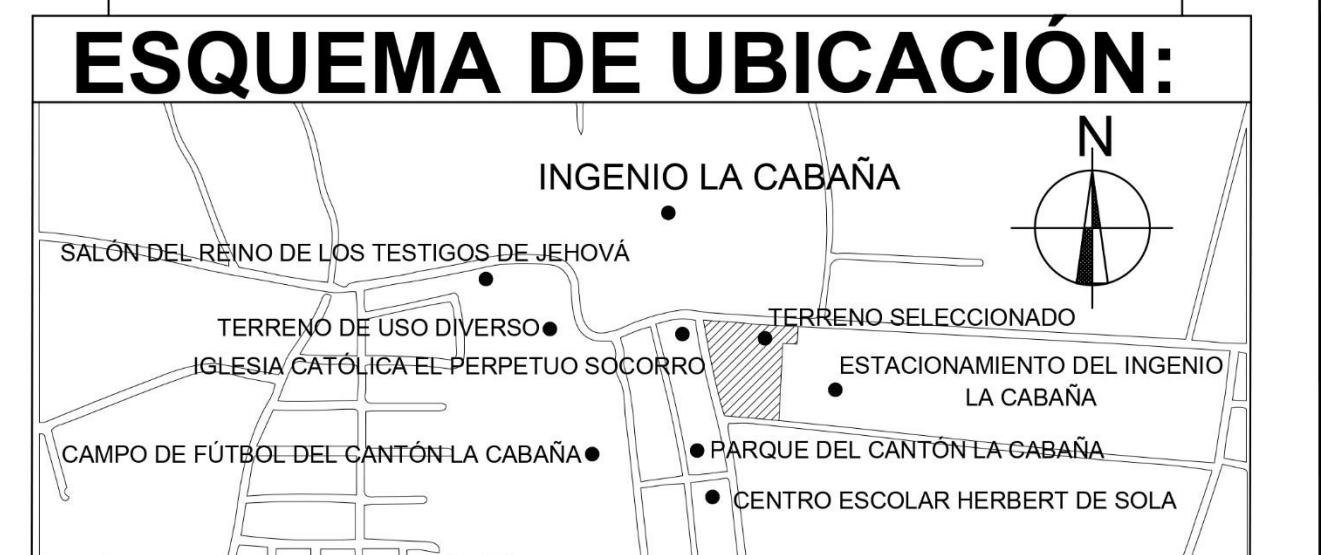 ESQUEMA DE UBICACIÓN:
N
INGENIO LA CABAÑA
SALÓN DEL REINO DE LOS TESTIGOS DE JEHOVÁ
TERRENO SELECCIONADO
TERRENO DE USO DIVERSO
IGLESIA CATÓLICA EL PERPETUO SOCORRO
ESTACIONAMIENTO DEL INGENIO
LA CABAÑA
CAMPO DE FÚTBOL DEL CANTÓN LA CABAÑA
PARQUE DEL CANTÓN LA CABAÑA
CENTRO ESCOLAR HERBERT DE SOLA